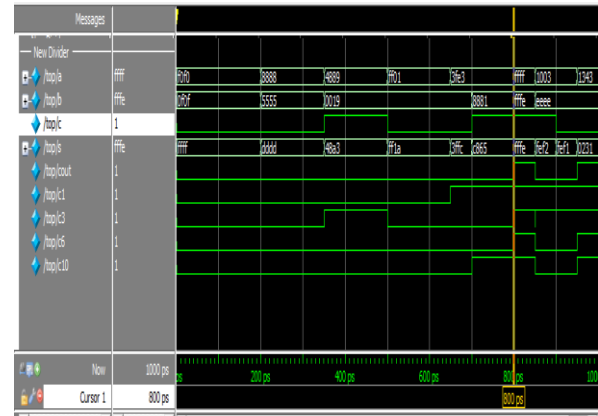 Messages
New Divider
/top/a ffff f0f0 8888 4889 ff01 3fe3 ffff 1003 1343
/top/b fffe 0f0f 5555 0019 8881 fffe eeee
/top/c 1
/top/s fffe ffff dddd 48a3 ff1a 3ffc c865 fffe fef2 fef1 0231
/top/cout 1
/top/c1 1
/top/c3 1
/top/c6 1
/top/c10 1
Now 1000 ps ps 200 ps 400 ps 600 ps 800 ps 100
Cursor 1 800 ps 800 ps